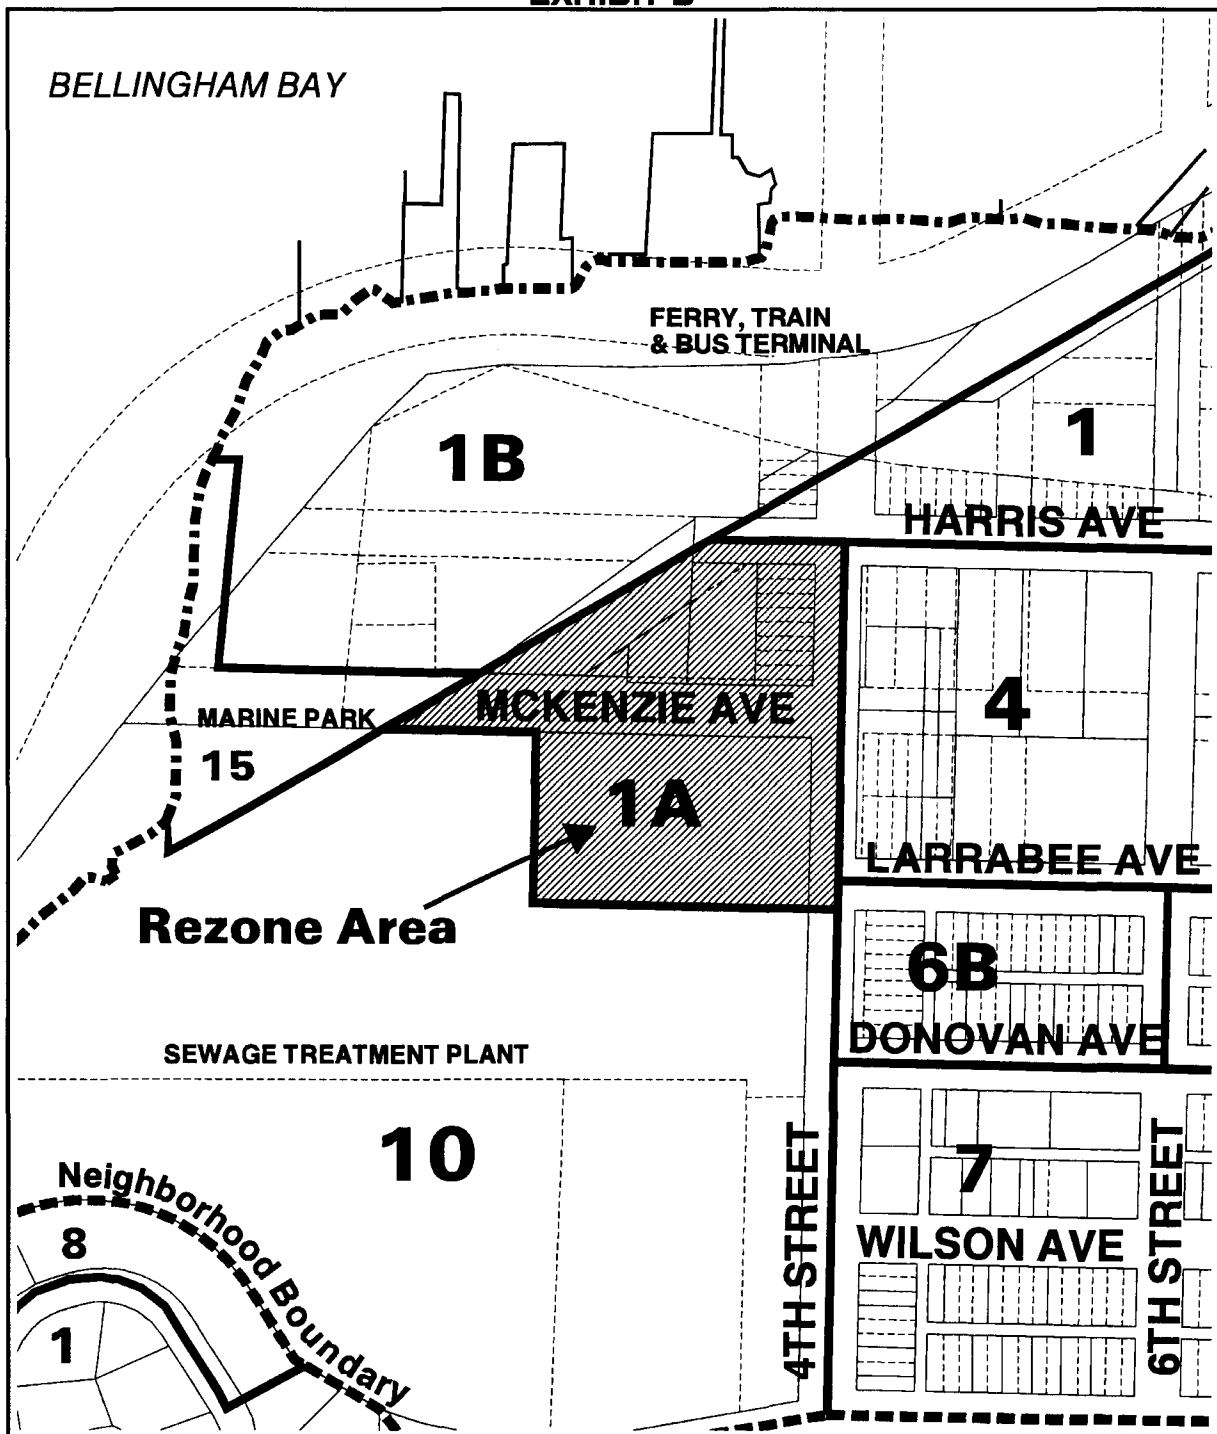 EXHIBIT B
BELLINGHAM BAY
FERRY, TRAIN
& BUS TERMINAL
1B
1
HARRIS AVE
MCKENZIE AVE
4
MARINE PARK
15
1A
LARRABEE AVE
Rezone Area
6B
DONOVAN AVE
SEWAGE TREATMENT PLANT
10
4TH STREET
7
6TH STREET
Neighborhood Boundary
8
WILSON AVE
1